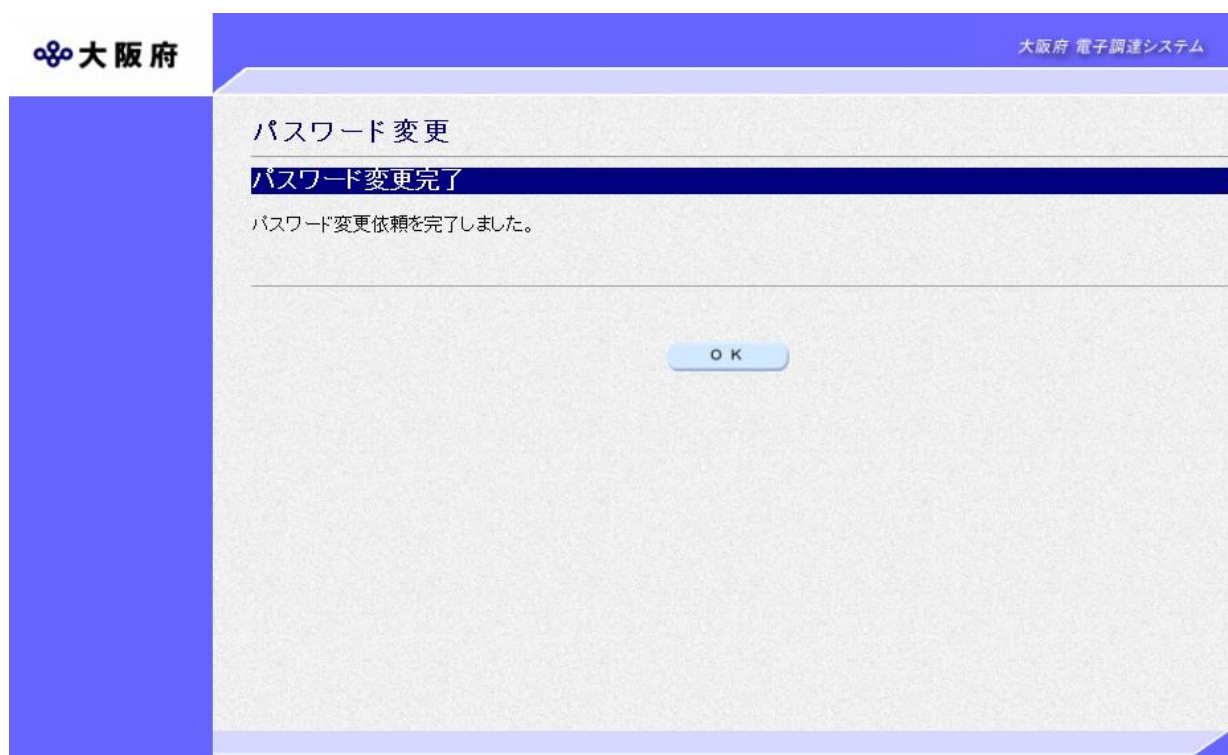 大阪府
大阪府 電子調達システム
パスワード変更
パスワード変更完了
パスワード変更依頼を完了しました。
OK